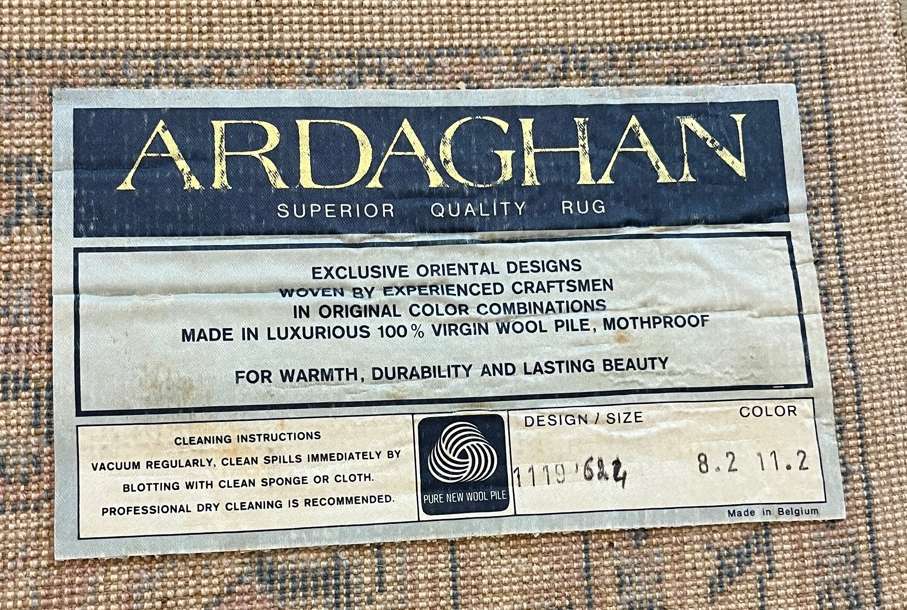 ARDAGHAN
SUPERIOR QUALITY RUG
EXCLUSIVE ORIENTAL DESIGNS
WOVEN BY EXPERIENCED CRAFTSMEN
IN ORIGINAL COLOR COMBINATIONS
MADE IN LUXURIOUS 100% VIRGIN WOOL PILE, MOTHPROOF
FOR WARMTH, DURABILITY AND LASTING BEAUTY
CLEANING INSTRUCTIONS
VACUUM REGULARLY, CLEAN SPILLS IMMEDIATELY BY
BLOTTING WITH CLEAN SPONGE OR CLOTH.
PROFESSIONAL DRY CLEANING IS RECOMMENDED.
PURE NEW WOOL PILE
DESIGN / SIZE COLOR
1119 622 8.2 11.2
Made in Belgium